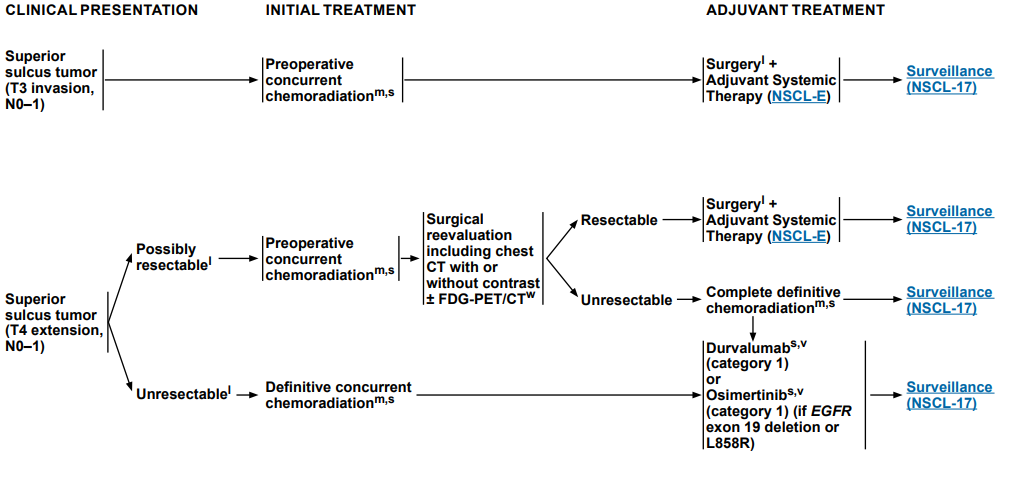 CLINICAL PRESENTATION
INITIAL TREATMENT
ADJUVANT TREATMENT
Superior
sulcus tumor
(T3 invasion,
N0–1)
Preoperative
concurrent
chemoradiationm,s
Surgeryl +
Adjuvant Systemic
Therapy (NSCL-E)
Surveillance
(NSCL-17)
Superior
sulcus tumor
(T4 extension,
N0–1)
Possibly
resectablel
Preoperative
concurrent
chemoradiationm,s
Surgical
reevaluation
including chest
CT with or
without contrast
± FDG-PET/CTw
Resectable
Surgeryl +
Adjuvant Systemic
Therapy (NSCL-E)
Surveillance
(NSCL-17)
Unresectable
Complete definitive
chemoradiationm,s
Surveillance
(NSCL-17)
Unresectablel
Definitive concurrent
chemoradiationm,s
Durvalumabs,v
(category 1)
or
Osimertinibs,v
(category 1) (if EGFR
exon 19 deletion or
L858R)
Surveillance
(NSCL-17)